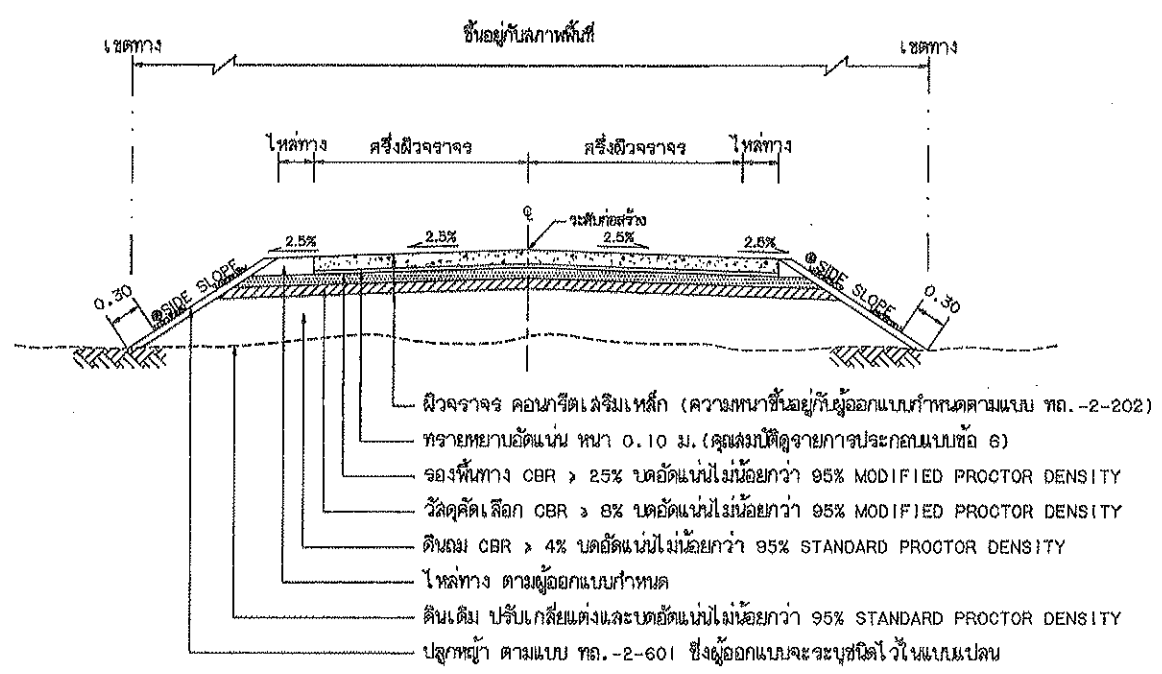 ขึ้นอยู่กับสภาพพื้นที่
เขตทาง
เขตทาง
ไหล่ทาง
ครึ่งผิวจราจร
ครึ่งผิวจราจร
ไหล่ทาง
ระดับก่อสร้าง
2.5%
2.5%
2.5%
2.5%
SIDE SLOPE
SIDE SLOPE
0.30
0.30
ผิวจราจร คอนกรีตเสริมเหล็ก (ความหนาขึ้นอยู่กับผู้ออกแบบกำหนดตามแบบ ทถ.-2-202)
ทรายหยาบอัดแน่น หนา 0.10 ม.(คุณสมบัติดูรายการประกอบแบบข้อ 6)
รองพื้นทาง CBR ≥ 25% บดอัดแน่นไม่น้อยกว่า 95% MODIFIED PROCTOR DENSITY
วัสดุคัดเลือก CBR ≥ 8% บดอัดแน่นไม่น้อยกว่า 95% MODIFIED PROCTOR DENSITY
ดินถม CBR ≥ 4% บดอัดแน่นไม่น้อยกว่า 95% STANDARD PROCTOR DENSITY
ไหล่ทาง ตามผู้ออกแบบกำหนด
ดินเดิม ปรับเกลี่ยแต่งและบดอัดแน่นไม่น้อยกว่า 95% STANDARD PROCTOR DENSITY
ปลูกหญ้า ตามแบบ ทถ.-2-601 ซึ่งผู้ออกแบบจะระบุชนิดไว้ในแบบแปลน